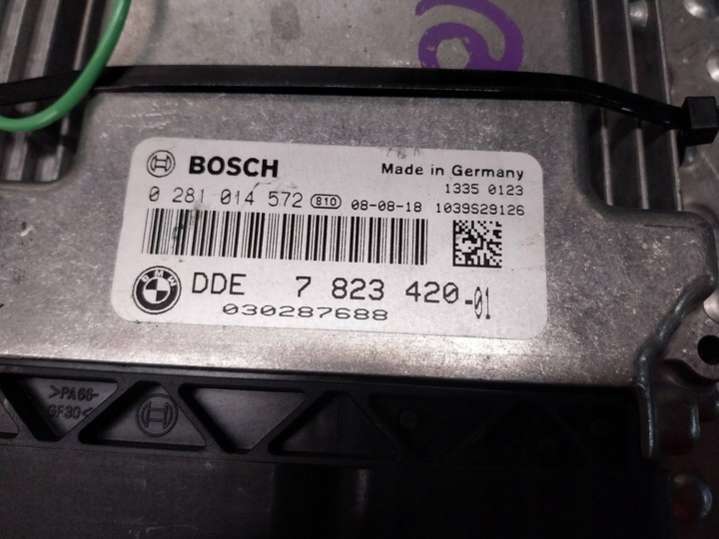 BOSCH Made in Germany
1335 0123
0 281 014 572 810 08-08-18 1039S29126
BMW DDE 7 823 420-01
030287688
>PA66-
GF30<